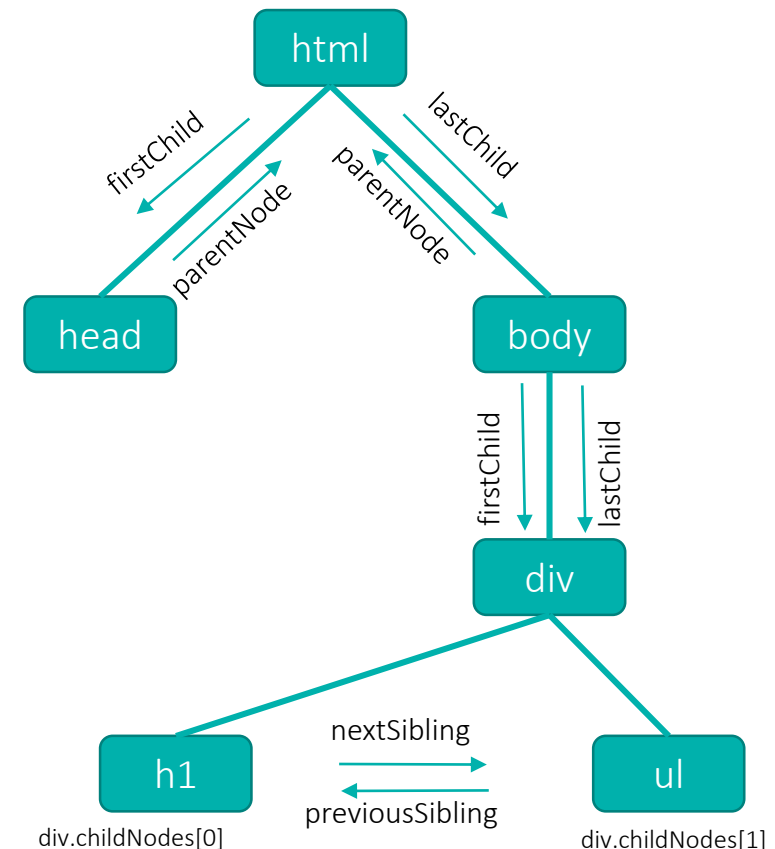 html
firstChild
lastChild
parentNode
parentNode
head
body
firstChild
lastChild
div
nextSibling
h1
ul
previousSibling
div.childNodes[0]
div.childNodes[1]